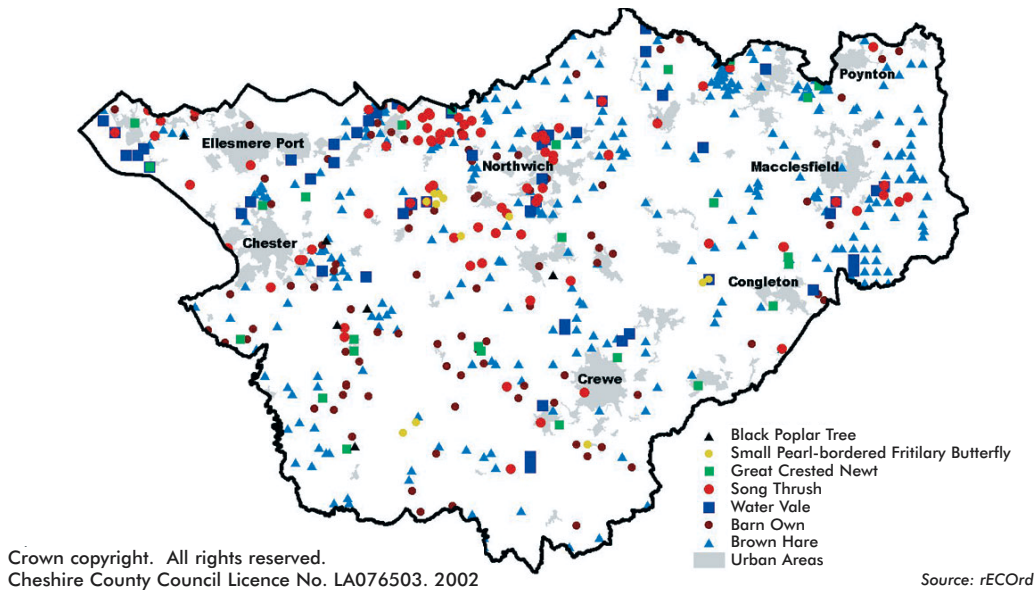 Poynton
Ellesmere Port
Northwich
Macclesfield
Chester
Congleton
Crewe
Black Poplar Tree
Small Pearl-bordered Fritilary Butterfly
Great Crested Newt
Song Thrush
Water Vale
Barn Own
Brown Hare
Urban Areas
Crown copyright. All rights reserved.
Cheshire County Council Licence No. LA076503. 2002
Source: rECOrd